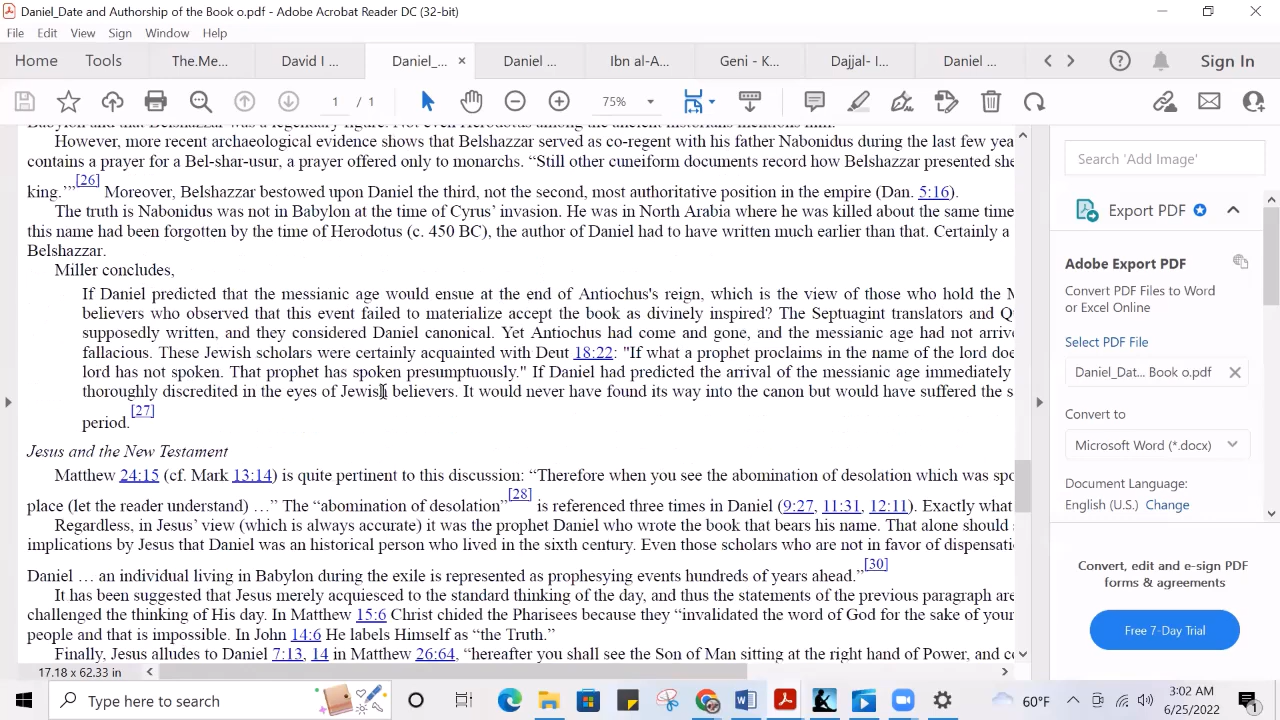 Daniel_Date and Authorship of the Book o.pdf - Adobe Acrobat Reader DC (32-bit)
File Edit View Sign Window Help
Home Tools The.Me... David I ... Daniel_... × Daniel ... Ibn al-A... Geni - K... Dajjal- I... Daniel ... Sign In
1 / 1 75%
Babylon and that Belshazzar was a legendary figure. Not even Herodotus among the ancient historians mentions him.
However, more recent archaeological evidence shows that Belshazzar served as co-regent with his father Nabonidus during the last few yea
contains a prayer for a Bel-shar-usur, a prayer offered only to monarchs. “Still other cuneiform documents record how Belshazzar presented she
king.’”[26] Moreover, Belshazzar bestowed upon Daniel the third, not the second, most authoritative position in the empire (Dan. 5:16).
The truth is Nabonidus was not in Babylon at the time of Cyrus’ invasion. He was in North Arabia where he was killed about the same time
this name had been forgotten by the time of Herodotus (c. 450 BC), the author of Daniel had to have written much earlier than that. Certainly a
Belshazzar.
Miller concludes,
If Daniel predicted that the messianic age would ensue at the end of Antiochus's reign, which is the view of those who hold the M
believers who observed that this event failed to materialize accept the book as divinely inspired? The Septuagint translators and Q
supposedly written, and they considered Daniel canonical. Yet Antiochus had come and gone, and the messianic age had not arrive
fallacious. These Jewish scholars were certainly acquainted with Deut 18:22: "If what a prophet proclaims in the name of the lord doe
lord has not spoken. That prophet has spoken presumptuously." If Daniel had predicted the arrival of the messianic age immediately
thoroughly discredited in the eyes of Jewish believers. It would never have found its way into the canon but would have suffered the s
period.[27]
Jesus and the New Testament
Matthew 24:15 (cf. Mark 13:14) is quite pertinent to this discussion: “Therefore when you see the abomination of desolation which was spo
place (let the reader understand) …” The “abomination of desolation”[28] is referenced three times in Daniel (9:27, 11:31, 12:11). Exactly what
Regardless, in Jesus’ view (which is always accurate) it was the prophet Daniel who wrote the book that bears his name. That alone should
implications by Jesus that Daniel was an historical person who lived in the sixth century. Even those scholars who are not in favor of dispensati
Daniel … an individual living in Babylon during the exile is represented as prophesying events hundreds of years ahead.”[30]
It has been suggested that Jesus merely acquiesced to the standard thinking of the day, and thus the statements of the previous paragraph are
challenged the thinking of His day. In Matthew 15:6 Christ chided the Pharisees because they “invalidated the word of God for the sake of your
people and that is impossible. In John 14:6 He labels Himself as “the Truth.”
Finally, Jesus alludes to Daniel 7:13, 14 in Matthew 26:64, “hereafter you shall see the Son of Man sitting at the right hand of Power, and co
17.18 x 62.33 in
Search 'Add Image'
Export PDF
Adobe Export PDF
Convert PDF Files to Word
or Excel Online
Select PDF File
Daniel_Dat... Book o.pdf
Convert to
Microsoft Word (*.docx)
Document Language:
English (U.S.) Change
Convert, edit and e-sign PDF
forms & agreements
Free 7-Day Trial
Type here to search
60°F
3:02 AM
6/25/2022
1